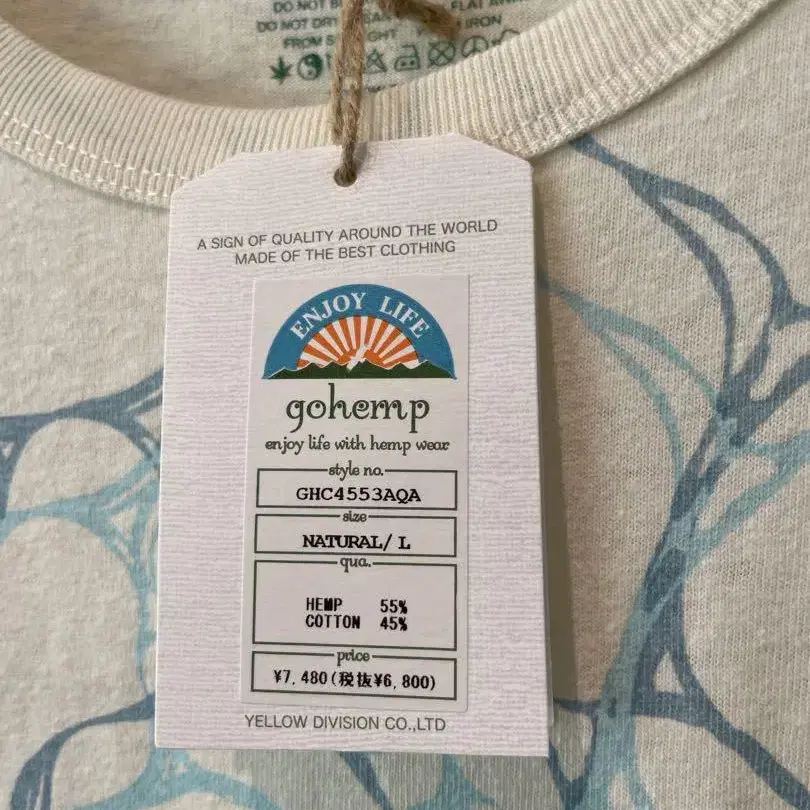 DO NOT
FLAT
DO NOT DRY
IRON
FROM
A SIGN OF QUALITY AROUND THE WORLD
MADE OF THE BEST CLOTHING
ENJOY LIFE
gohemp
enjoy life with hemp wear
style no.
GHC4553AQA
size
NATURAL/ L
qua.
HEMP 55%
COTTON 45%
price
¥7,480(税抜¥6,800)
YELLOW DIVISION CO.,LTD